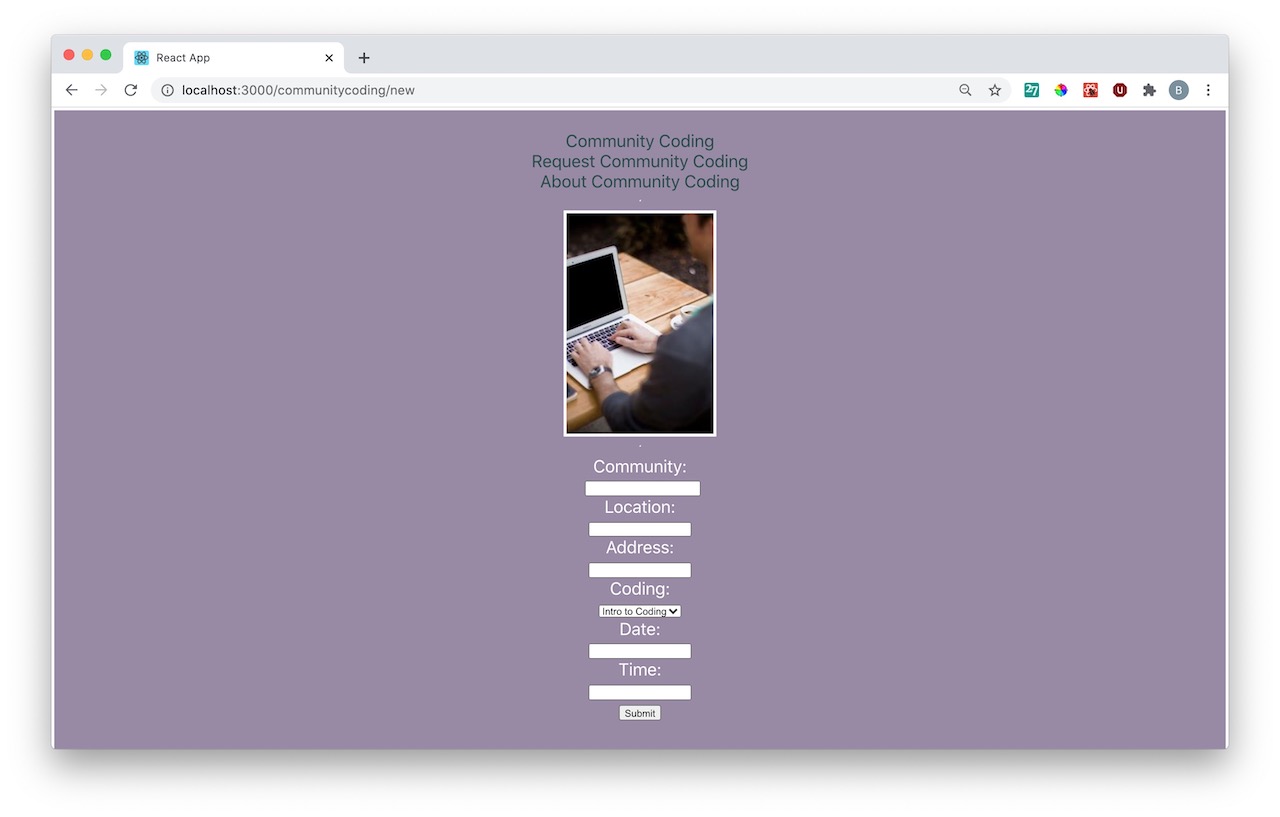 React App
localhost:3000/communitycoding/new
27
U
B
Community Coding
Request Community Coding
About Community Coding
.
.
Community:
Location:
Address:
Coding:
Intro to Coding
Date:
Time:
Submit